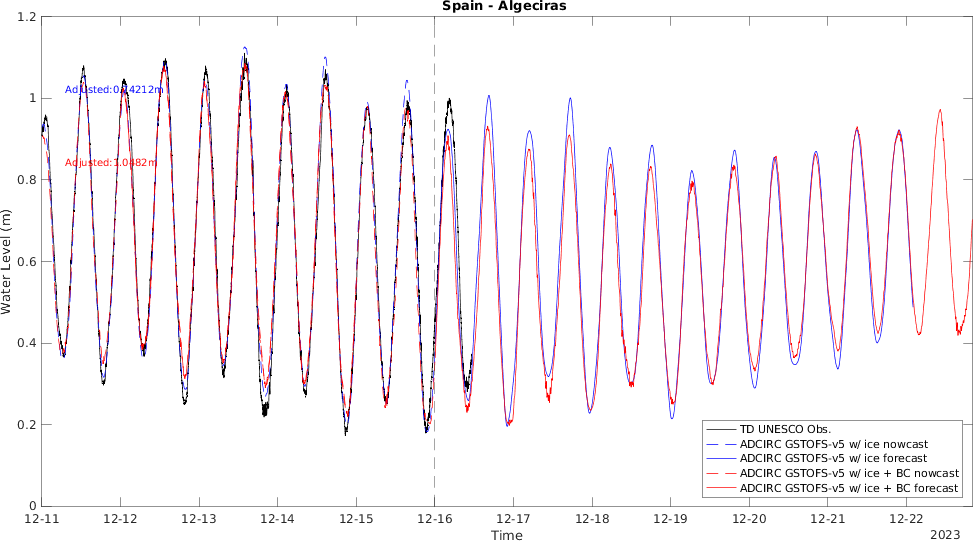 Spain - Algeciras
1.2
1
0.8
0.6
0.4
0.2
0
Water Level (m)
Adjusted:0.14212m
Adjusted:1.0482m
TD UNESCO Obs.
ADCIRC GSTOFS-v5 w/ ice nowcast
ADCIRC GSTOFS-v5 w/ ice forecast
ADCIRC GSTOFS-v5 w/ ice + BC nowcast
ADCIRC GSTOFS-v5 w/ ice + BC forecast
12-11 12-12 12-13 12-14 12-15 12-16 12-17 12-18 12-19 12-20 12-21 12-22
Time
2023